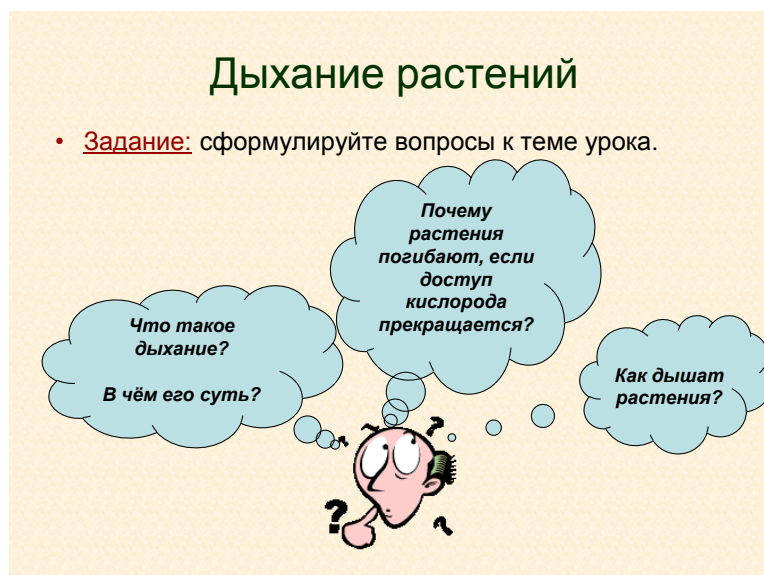 Дыхание растений
• Задание: сформулируйте вопросы к теме урока.
Почему
растения
погибают, если
доступ
кислорода
прекращается?
Что такое
дыхание?
В чём его суть?
Как дышат
растения?
? 
?
?
?
?